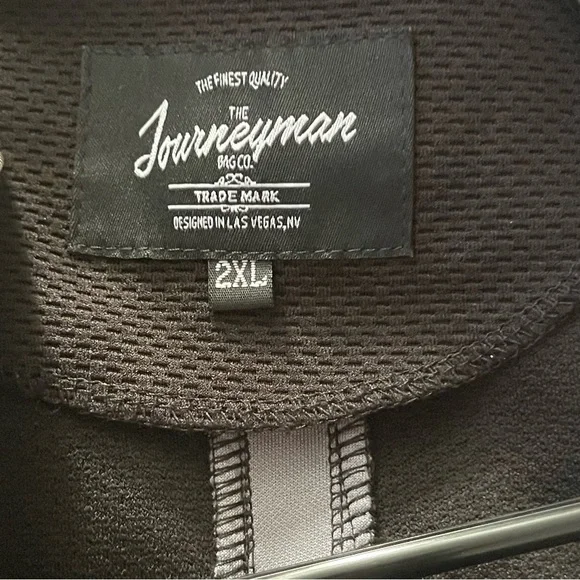 THE FINEST QUALITY
THE
Journeyman
BAG CO.
TRADE MARK
DESIGNED IN LAS VEGAS, NV
2XL